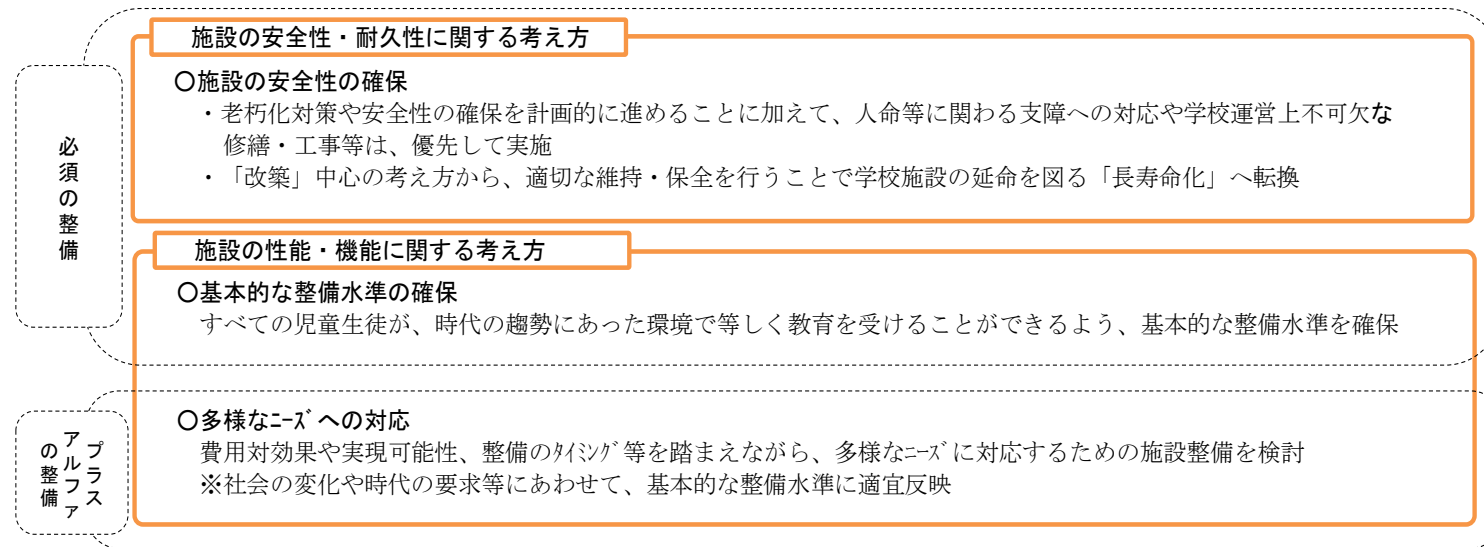 施設の安全性・耐久性に関する考え方
〇施設の安全性の確保
・老朽化対策や安全性の確保を計画的に進めることに加えて、人命等に関わる支障への対応や学校運営上不可欠な
修繕・工事等は、優先して実施
・「改築」中心の考え方から、適切な維持・保全を行うことで学校施設の延命を図る「長寿命化」へ転換
必須の整備
施設の性能・機能に関する考え方
〇基本的な整備水準の確保
すべての児童生徒が、時代の趨勢にあった環境で等しく教育を受けることができるよう、基本的な整備水準を確保
〇多様なﾆｰｽﾞへの対応
費用対効果や実現可能性、整備のﾀｲﾐﾝｸﾞ等を踏まえながら、多様なﾆｰｽﾞに対応するための施設整備を検討
※社会の変化や時代の要求等にあわせて、基本的な整備水準に適宜反映
プラス
アルファ
の整備